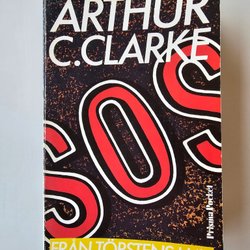 ARTHUR
C.CLARKE
SOS
Prisma Pocket
FRÅN TÖRSTENS